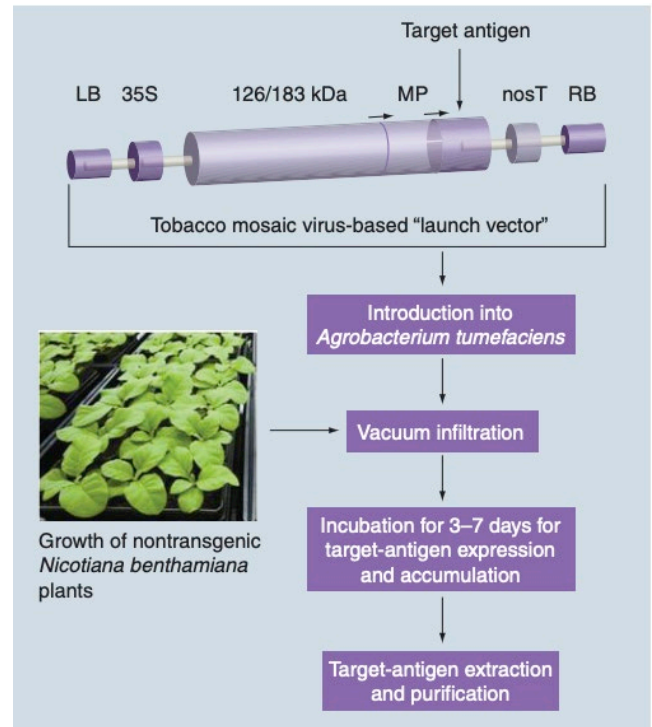 Target antigen
LB 35S 126/183 kDa MP nosT RB
Tobacco mosaic virus-based “launch vector”
Introduction into
Agrobacterium tumefaciens
Vacuum infiltration
Growth of nontransgenic
Nicotiana benthamiana
plants
Incubation for 3–7 days for
target-antigen expression
and accumulation
Target-antigen extraction
and purification